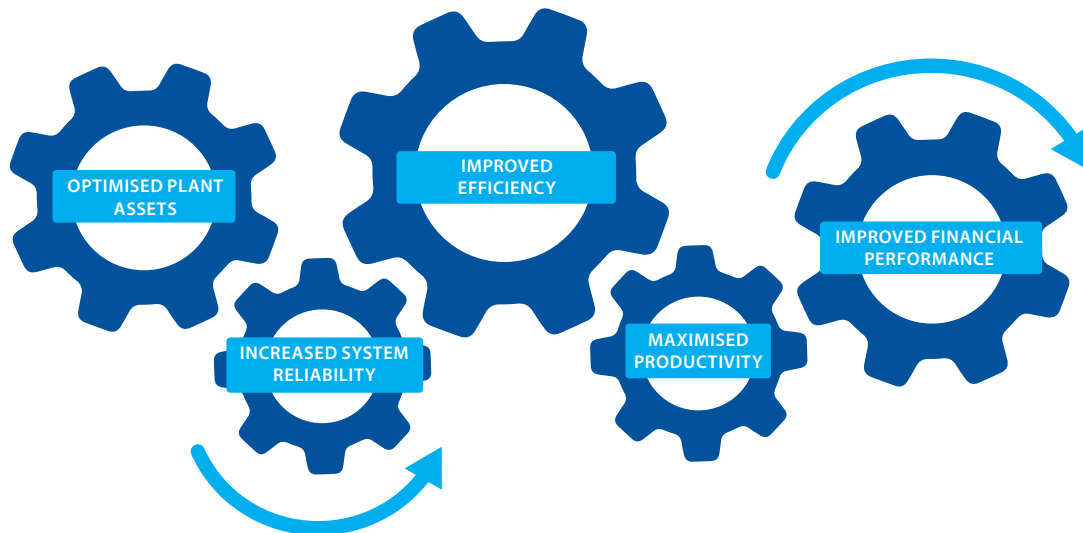 OPTIMISED PLANT
ASSETS
INCREASED SYSTEM
RELIABILITY
IMPROVED
EFFICIENCY
MAXIMISED
PRODUCTIVITY
IMPROVED FINANCIAL
PERFORMANCE